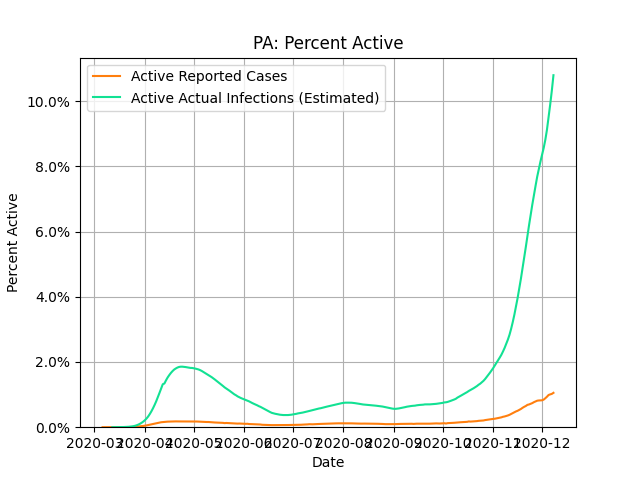 PA: Percent Active
Active Reported Cases
Active Actual Infections (Estimated)
Percent Active
10.0%
8.0%
6.0%
4.0%
2.0%
0.0%
2020-03 2020-04 2020-05 2020-06 2020-07 2020-08 2020-09 2020-10 2020-11 2020-12
Date